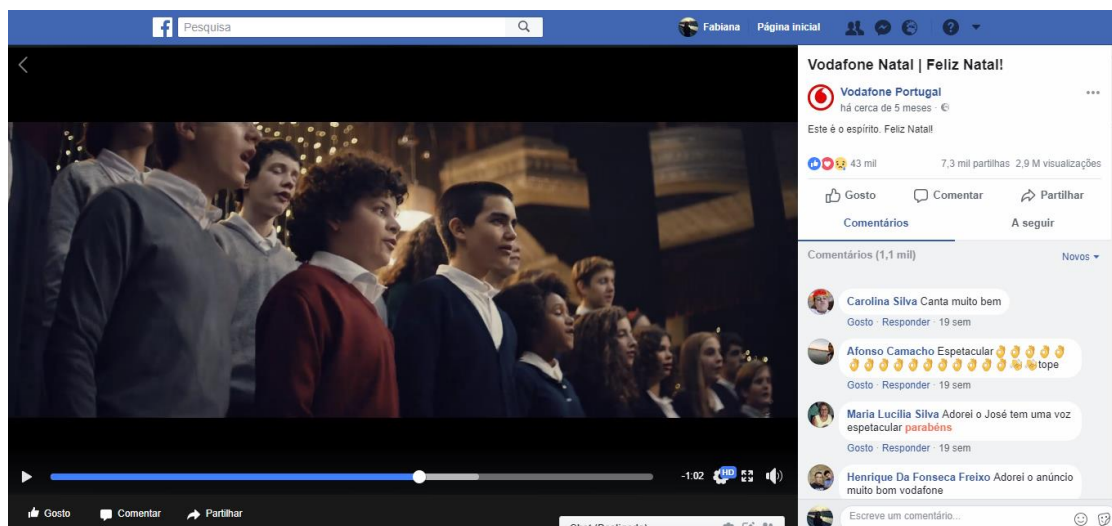 Pesquisa
Fabiana
Página inicial
Vodafone Natal | Feliz Natal!
Vodafone Portugal
há cerca de 5 meses ·
Este é o espírito. Feliz Natal!
43 mil
7,3 mil partilhas 2,9 M visualizações
Gosto
Comentar
Partilhar
Comentários
A seguir
Comentários (1,1 mil)
Novos
Carolina Silva Canta muito bem
Gosto · Responder · 19 sem
Afonso Camacho Espetacular👌👌👌👌👌
👌👌👌👌👌👌👌👌👌👌👌👏👏tope
Gosto · Responder · 19 sem
Maria Lucília Silva Adorei o José tem uma voz
espetacular parabéns
Gosto · Responder · 19 sem
Henrique Da Fonseca Freixo Adorei o anúncio
muito bom vodafone
Escreve um comentário...
-1:02
HD
Gosto
Comentar
Partilhar